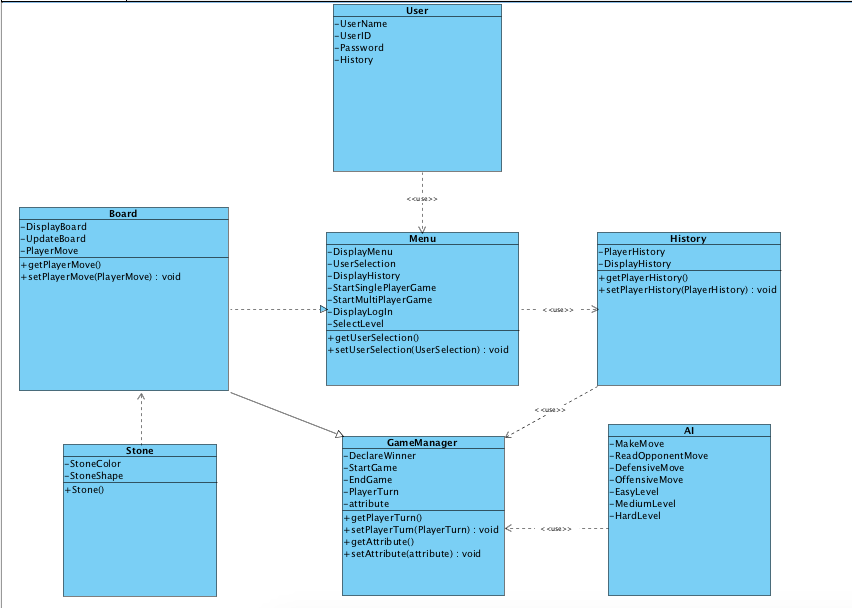 User
-UserName
-UserID
-Password
-History
<<use>>
Board
-DisplayBoard
-UpdateBoard
-PlayerMove
+getPlayerMove()
+setPlayerMove(PlayerMove) : void
Menu
-DisplayMenu
-UserSelection
-DisplayHistory
-StartSinglePlayerGame
-StartMultiPlayerGame
-DisplayLogIn
-SelectLevel
+getUserSelection()
+setUserSelection(UserSelection) : void
<<use>>
History
-PlayerHistory
-DisplayHistory
+getPlayerHistory()
+setPlayerHistory(PlayerHistory) : void
<<use>>
Stone
-StoneColor
-StoneShape
+Stone()
GameManager
-DeclareWinner
-StartGame
-EndGame
-PlayerTurn
-attribute
+getPlayerTurn()
+setPlayerTurn(PlayerTurn) : void
+getAttribute()
+setAttribute(attribute) : void
<<use>>
AI
-MakeMove
-ReadOpponentMove
-DefensiveMove
-OffensiveMove
-EasyLevel
-MediumLevel
-HardLevel